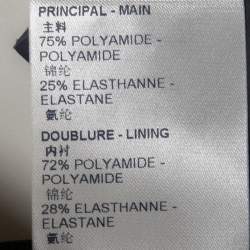 PRINCIPAL - MAIN
主料
75% POLYAMIDE -
POLYAMIDE
锦纶
25% ELASTHANNE -
ELASTANE
氨纶
DOUBLURE - LINING
内衬
72% POLYAMIDE -
POLYAMIDE
锦纶
28% ELASTHANNE -
ELASTANE
氨纶